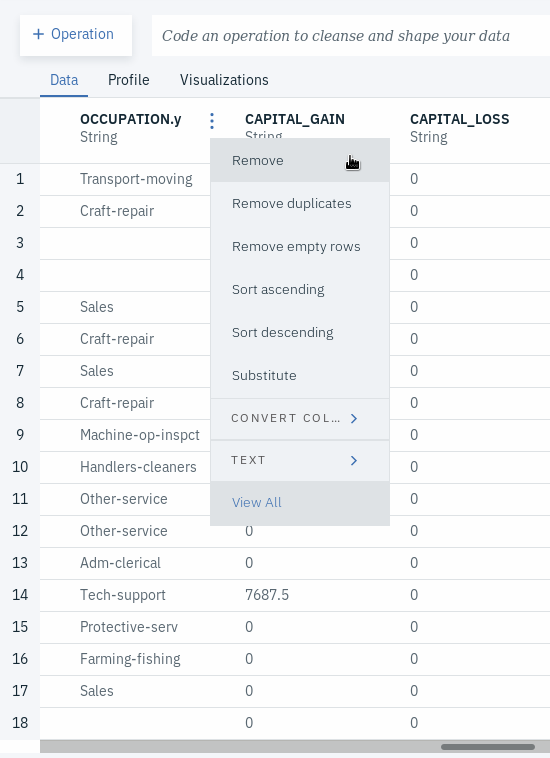 + Operation
Code an operation to cleanse and shape your data
Data Profile Visualizations
OCCUPATION.y CAPITAL_GAIN CAPITAL_LOSS
String String String
1 Transport-moving 0
2 Craft-repair 0
3 0
4 0
5 Sales 0
6 Craft-repair 0
7 Sales 0
8 Craft-repair 0
9 Machine-op-inspct 0
10 Handlers-cleaners 0
11 Other-service 0
12 Other-service 0 0
13 Adm-clerical 0 0
14 Tech-support 7687.5 0
15 Protective-serv 0 0
16 Farming-fishing 0 0
17 Sales 0 0
18 0 0
Remove
Remove duplicates
Remove empty rows
Sort ascending
Sort descending
Substitute
CONVERT COL...
TEXT
View All